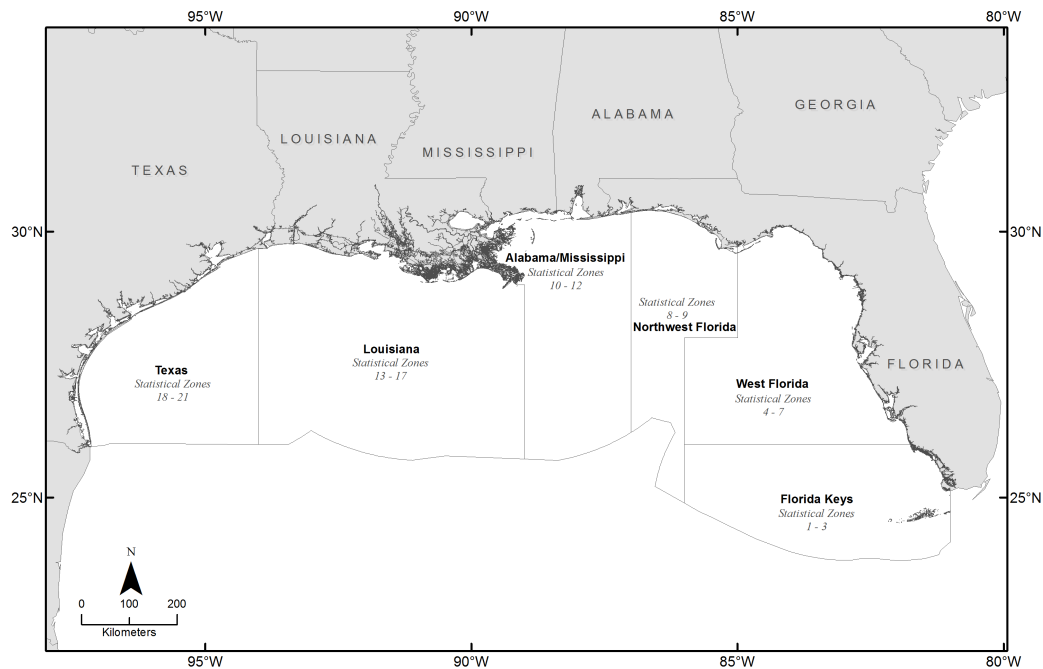 95°W
90°W
85°W
80°W
GEORGIA
ALABAMA
LOUISIANA
MISSISSIPPI
TEXAS
30°N
30°N
Alabama/Mississippi
Statistical Zones
10 - 12
Statistical Zones
8 - 9
Northwest Florida
Louisiana
Statistical Zones
13 - 17
FLORIDA
Texas
Statistical Zones
18 - 21
West Florida
Statistical Zones
4 - 7
25°N
25°N
Florida Keys
Statistical Zones
1 - 3
N
0 100 200
Kilometers
95°W
90°W
85°W
80°W